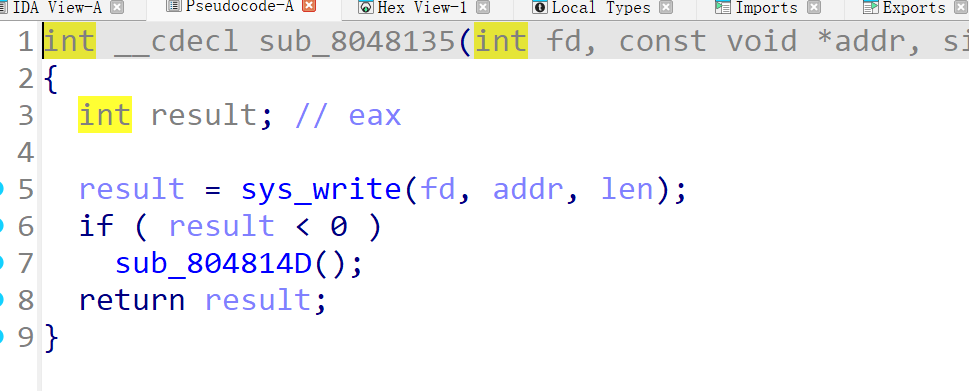 IDA View-A Pseudocode-A Hex View-1 Local Types Imports Exports
1 int __cdecl sub_8048135(int fd, const void *addr, si
2 {
3 int result; // eax
4
5 result = sys_write(fd, addr, len);
6 if ( result < 0 )
7 sub_804814D();
8 return result;
9 }